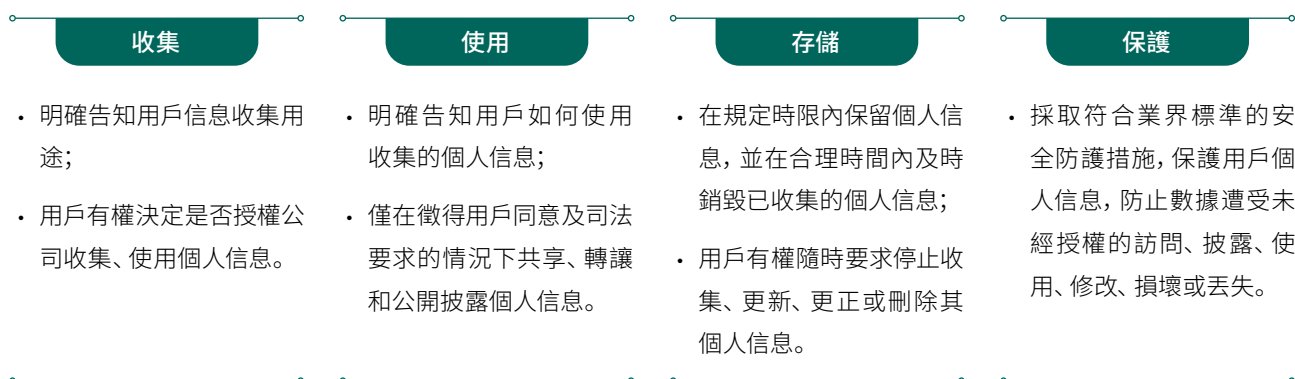 收集
明確告知用戶信息收集用
途;
用戶有權決定是否授權公
司收集、使用個人信息。
使用
明確告知用戶如何使用
收集的個人信息;
僅在徵得用戶同意及司法
要求的情況下共享、轉讓
和公開披露個人信息。
存儲
在規定時限內保留個人信
息,並在合理時間內及時
銷毀已收集的個人信息;
用戶有權隨時要求停止收
集、更新、更正或刪除其
個人信息。
保護
採取符合業界標準的安
全防護措施,保護用戶個
人信息,防止數據遭受未
經授權的訪問、披露、使
用、修改、損壞或丟失。